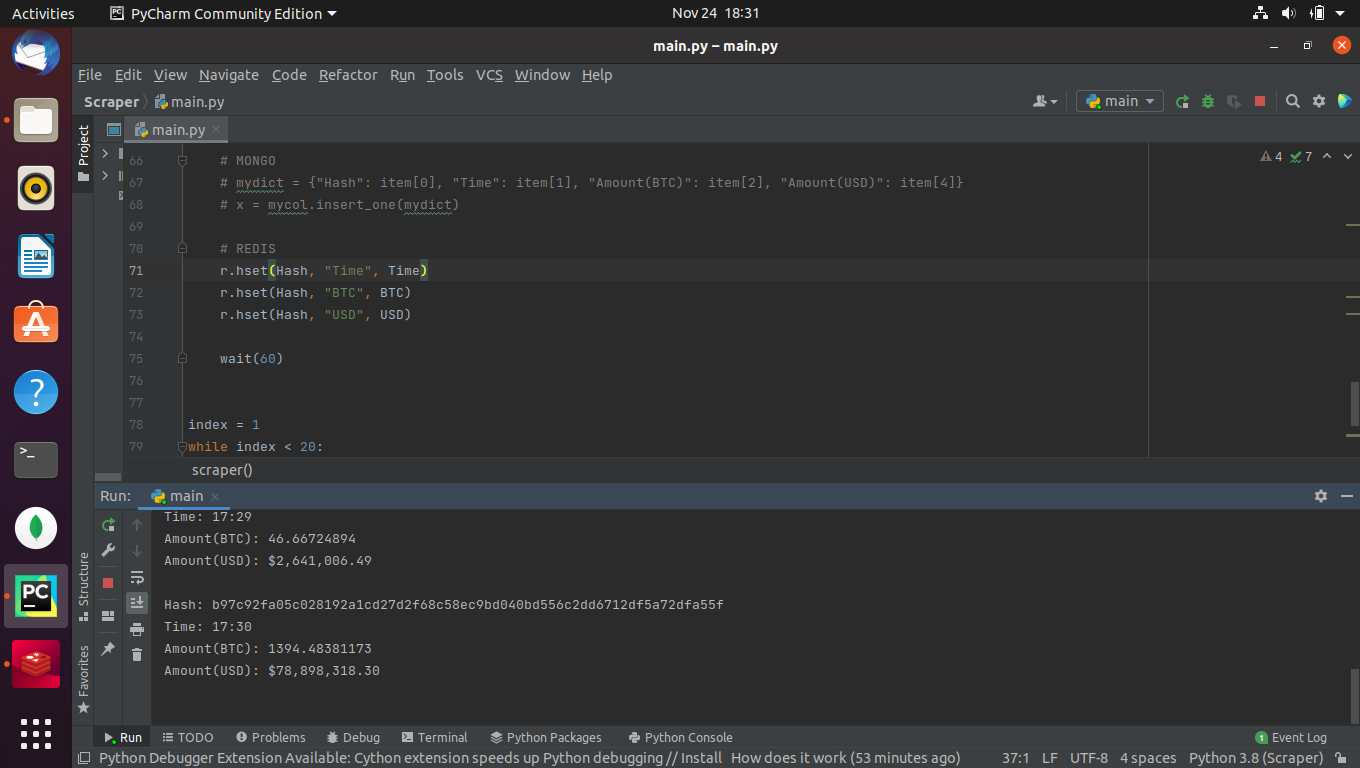 Activities PyCharm Community Edition Nov 24 18:31
main.py – main.py
File Edit View Navigate Code Refactor Run Tools VCS Window Help
Scraper main.py main
Project main.py
66 # MONGO 4 7
67 # mydict = {"Hash": item[0], "Time": item[1], "Amount(BTC)": item[2], "Amount(USD)": item[4]}
68 # x = mycol.insert_one(mydict)
69
70 # REDIS
71 r.hset(Hash, "Time", Time)
72 r.hset(Hash, "BTC", BTC)
73 r.hset(Hash, "USD", USD)
74
75 wait(60)
76
77
78 index = 1
79 while index < 20:
scraper()
Run: main
Time: 17:29
Amount(BTC): 46.66724894
Amount(USD): $2,641,006.49
Hash: b97c92fa05c028192a1cd27d2f68c58ec9bd040bd556c2dd6712df5a72dfa55f
Time: 17:30
Amount(BTC): 1394.48381173
Amount(USD): $78,898,318.30
Structure
Favorites
PC
Run TODO Problems Debug Terminal Python Packages Python Console 1 Event Log
Python Debugger Extension Available: Cython extension speeds up Python debugging // Install How does it work (53 minutes ago) 37:1 LF UTF-8 4 spaces Python 3.8 (Scraper)